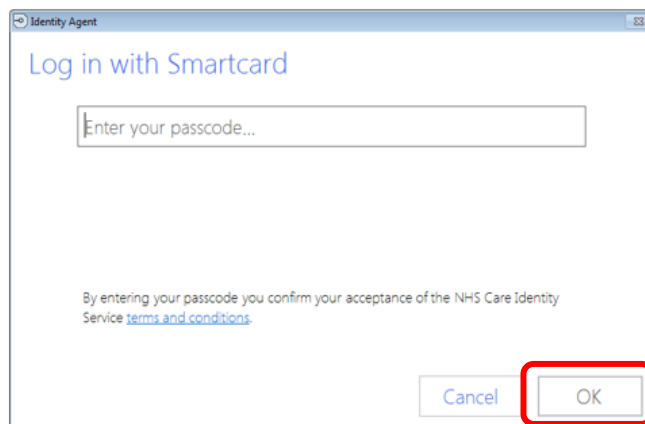 Identity Agent
Log in with Smartcard
Enter your passcode...
By entering your passcode you confirm your acceptance of the NHS Care Identity
Service terms and conditions.
Cancel
OK